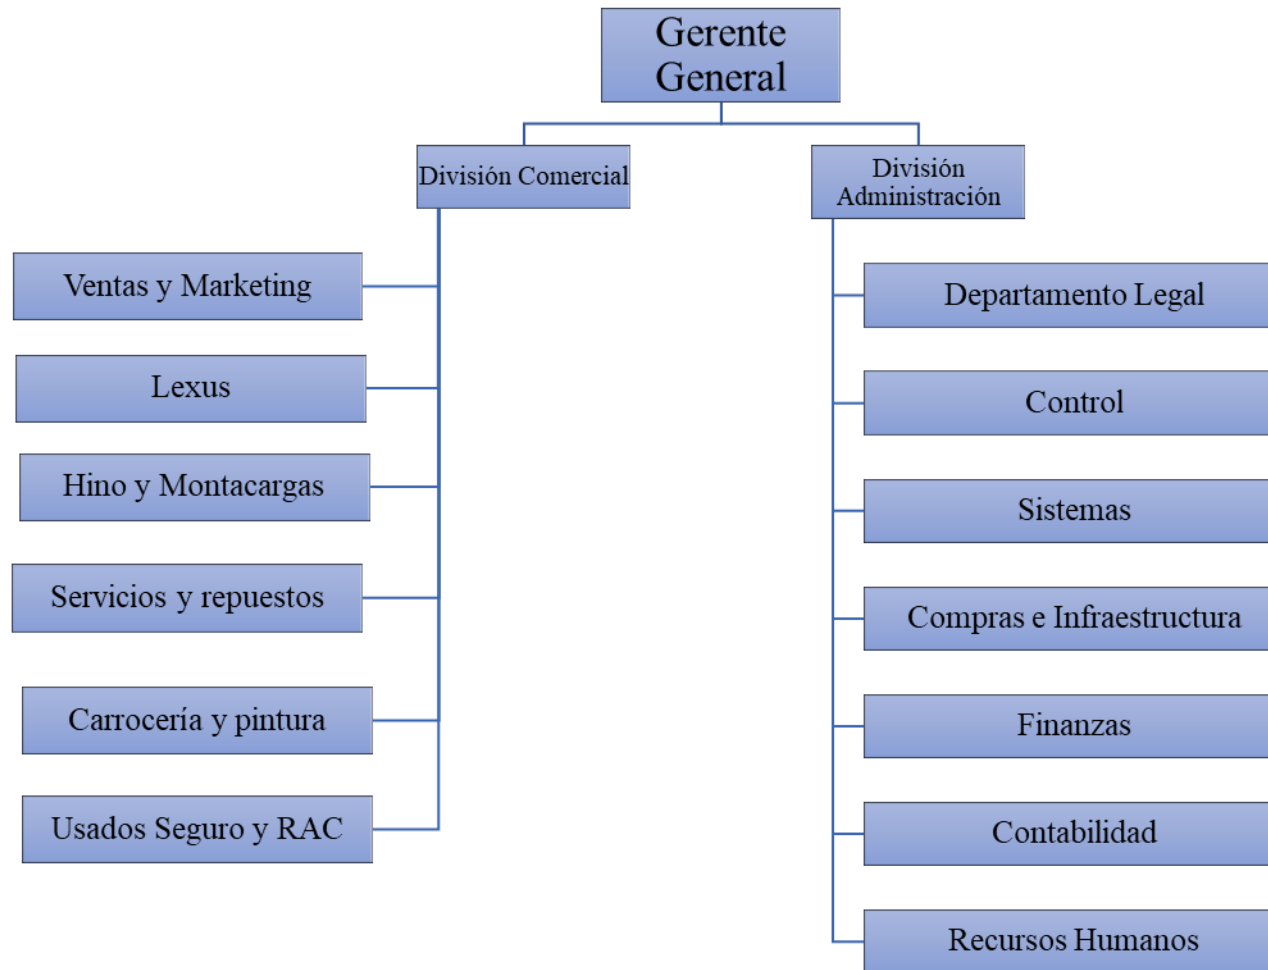 Gerente
General
División Comercial
División
Administración
Ventas y Marketing
Lexus
Hino y Montacargas
Servicios y repuestos
Carrocería y pintura
Usados Seguro y RAC
Departamento Legal
Control
Sistemas
Compras e Infraestructura
Finanzas
Contabilidad
Recursos Humanos